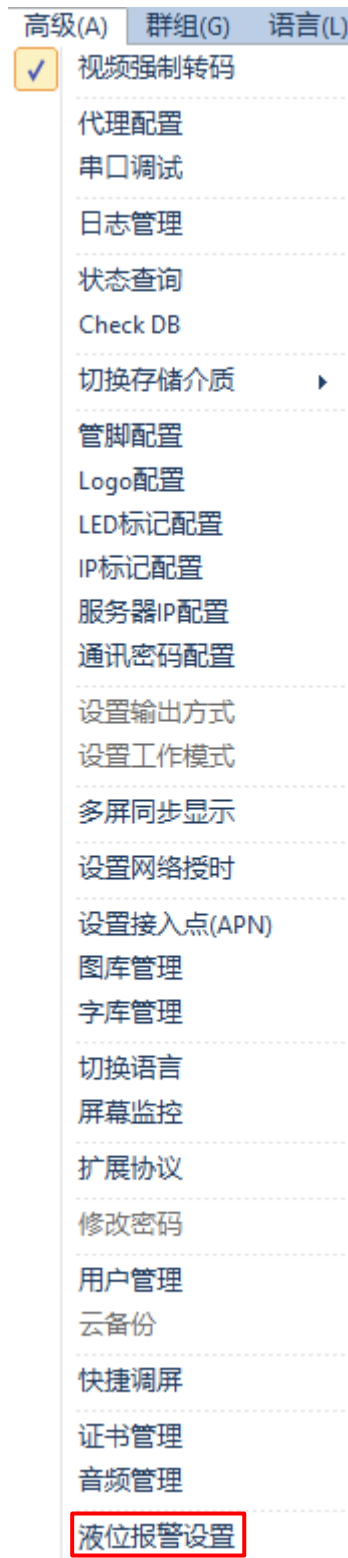 高级(A) 群组(G) 语言(L)
视频强制转码
代理配置
串口调试
日志管理
状态查询
Check DB
切换存储介质
管脚配置
Logo配置
LED标记配置
IP标记配置
服务器IP配置
通讯密码配置
设置输出方式
设置工作模式
多屏同步显示
设置网络授时
设置接入点(APN)
图库管理
字库管理
切换语言
屏幕监控
扩展协议
修改密码
用户管理
云备份
快捷调屏
证书管理
音频管理
液位报警设置